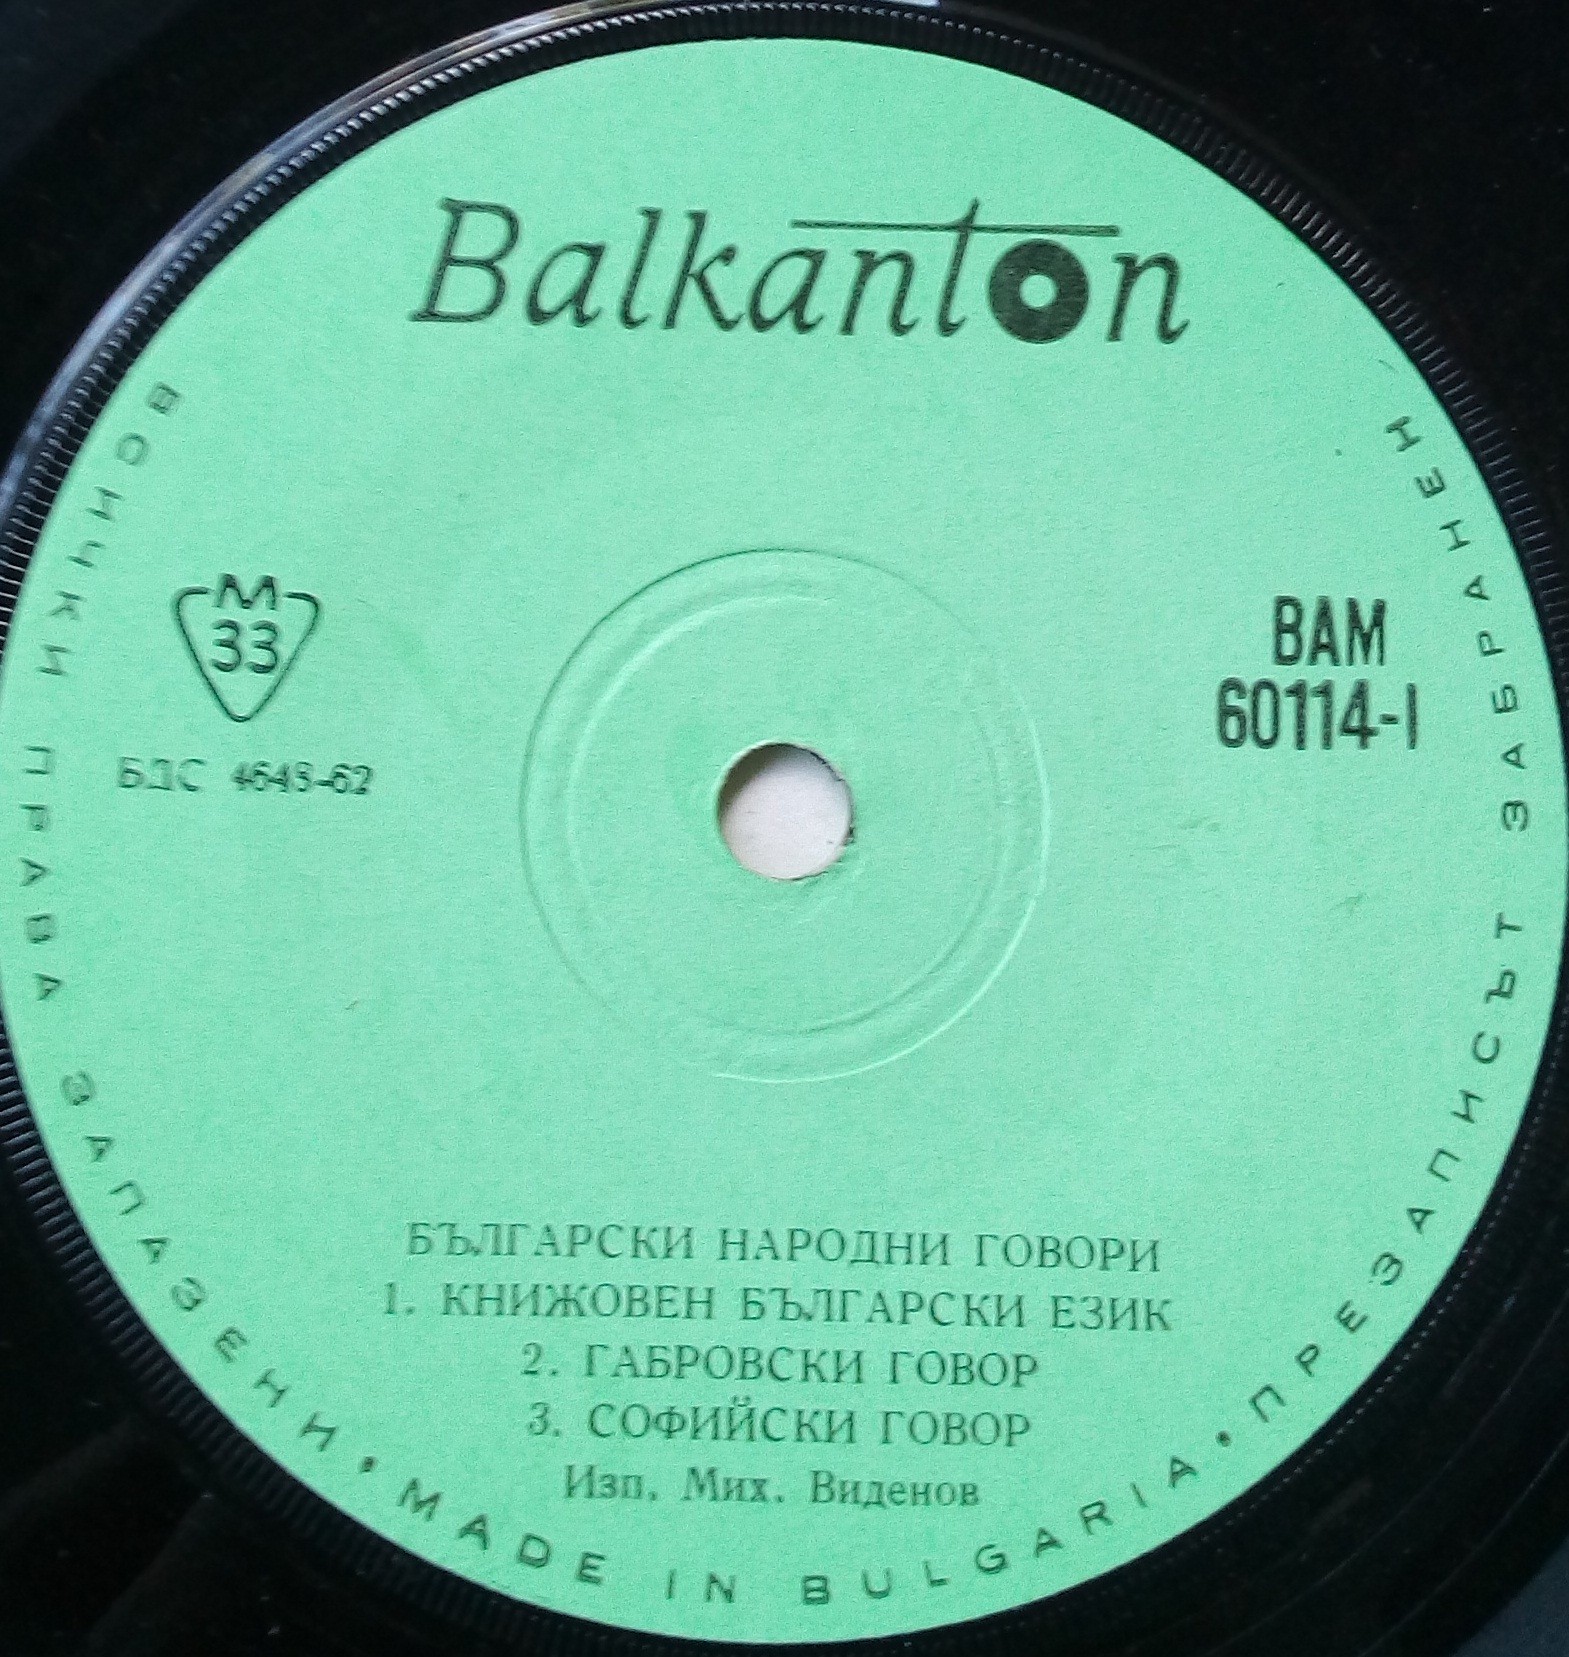 Balkanton
М
33
БДС 4643-62
ВАМ
60114-I
БЪЛГАРСКИ НАРОДНИ ГОВОРИ
1. КНИЖОВЕН БЪЛГАРСКИ ЕЗИК
2. ГАБРОВСКИ ГОВОР
3. СОФИЙСКИ ГОВОР
Изп. Мих. Виденов
ВСИЧКИ ПРАВА ЗАПАЗЕНИ • MADE IN BULGARIA • ПРЕЗАПИСЪТ ЗАБРАНЕН